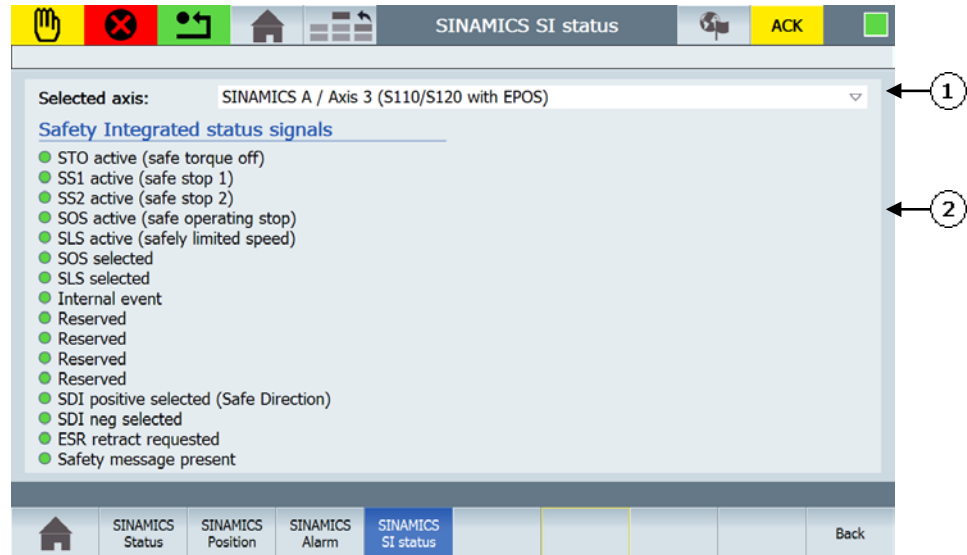 SINAMICS SI status
ACK
Selected axis: SINAMICS A / Axis 3 (S110/S120 with EPOS)
1
Safety Integrated status signals
STO active (safe torque off)
SS1 active (safe stop 1)
SS2 active (safe stop 2)
2
SOS active (safe operating stop)
SLS active (safely limited speed)
SOS selected
SLS selected
Internal event
Reserved
Reserved
Reserved
Reserved
SDI positive selected (Safe Direction)
SDI neg selected
ESR retract requested
Safety message present
SINAMICS
Status
SINAMICS
Position
SINAMICS
Alarm
SINAMICS
SI status
Back